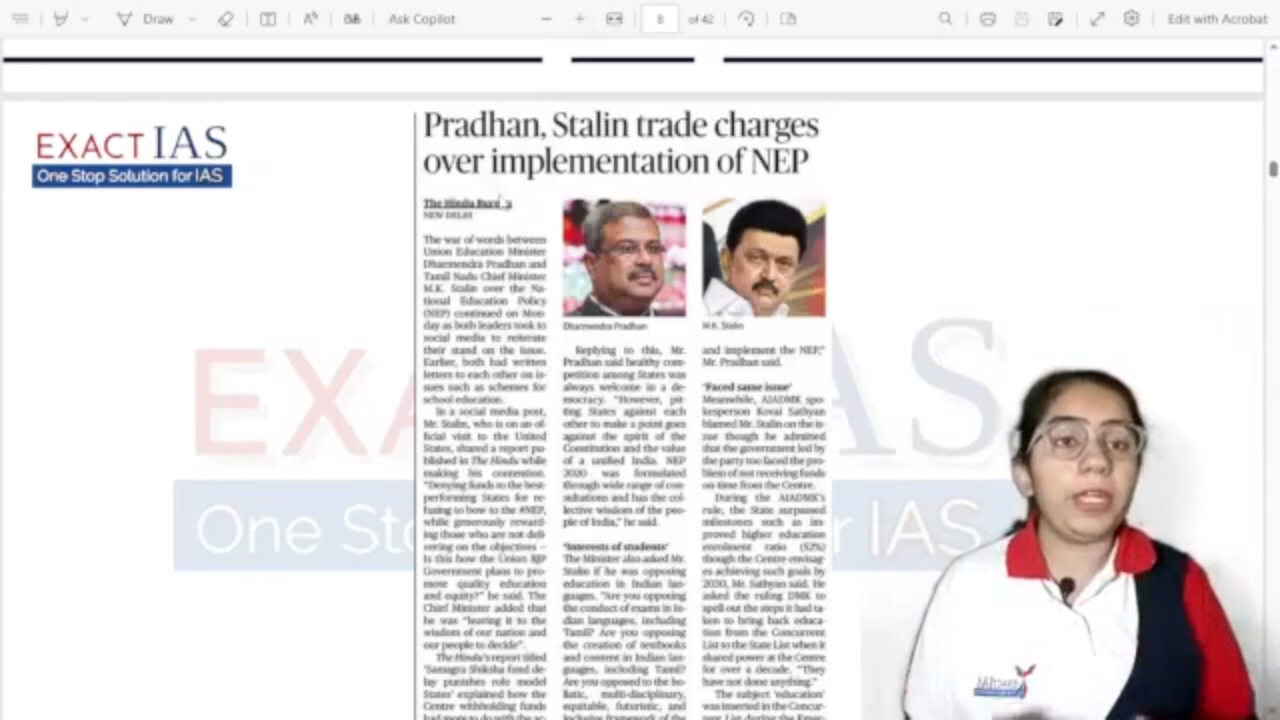 Draw
Ask Copilot
8 of 42
Edit with Acrobat
EXACT IAS
One Stop Solution for IAS
Pradhan, Stalin trade charges
over implementation of NEP
The Hindu Bureau
NEW DELHI
The war of words between
Union Education Minister
Dharmendra Pradhan and
Tamil Nadu Chief Minister
M.K. Stalin over the Na-
tional Education Policy
(NEP) continued on Mon-
day as both leaders took to
social media to reiterate
their stand on the issue.
Earlier, both had written
letters to each other on is-
sues such as schemes for
school education.
In a social media post,
Mr. Stalin, who is on an of-
ficial visit to the United
States, shared a report pu-
blished in The Hindu while
making his contention.
"Denying funds to the best-
performing States for re-
fusing to bow to the #NEP,
while generously reward-
ing those who are not deli-
vering on the objectives –
Is this how the Union BJP
Government plans to pro-
mote quality education
and equity?" he said. The
Chief Minister added that
he was "leaving it to the
wisdom of our nation and
our people to decide".
The Hindu's report titled
'Samagra Shiksha fund de-
lay punishes role model
States' explained how the
Centre withholding funds
had more to do with the ac-
Dharmendra Pradhan
Replying to this, Mr.
Pradhan said healthy com-
petition among States was
always welcome in a de-
mocracy. "However, pit-
ting States against each
other to make a point goes
against the spirit of the
Constitution and the value
of a unified India. NEP
2020 was formulated
through wide range of con-
sultations and has the col-
lective wisdom of the peo-
ple of India," he said.
'Interests of students'
The Minister also asked Mr.
Stalin if he was opposing
education in Indian lan-
guages. "Are you opposing
the conduct of exams in In-
dian languages, including
Tamil? Are you opposing
the creation of textbooks
and content in Indian lan-
guages, including Tamil?
Are you opposed to the ho-
listic, multi-disciplinary,
equitable, futuristic, and
inclusive framework of the
M.K. Stalin
and implement the NEP,"
Mr. Pradhan said.
'Faced same issue'
Meanwhile, AIADMK spo-
kesperson Kovai Sathyan
blamed Mr. Stalin on the is-
sue though he admitted
that the government led by
the party too faced the pro-
blem of not receiving funds
on time from the Centre.
During the AIADMK's
rule, the State surpassed
milestones such as im-
proved higher education
enrolment ratio (52%)
though the Centre envisag-
es achieving such goals by
2030, Mr. Sathyan said. He
asked the ruling DMK to
spell out the steps it had ta-
ken to bring back educa-
tion from the Concurrent
List to the State List when it
shared power at the Centre
for over a decade. "They
have not done anything."
The subject 'education'
was inserted in the Concur-
rent List during the Emer-